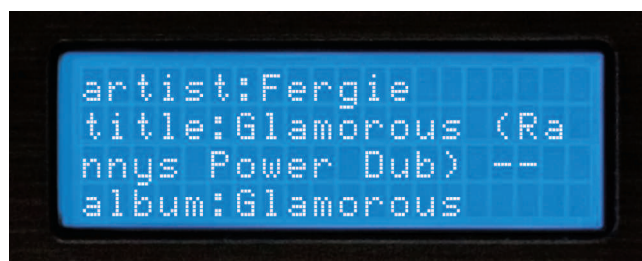 artist:Fergie
title:Glamorous (Ra
nnys Power Dub) --
album:Glamorous